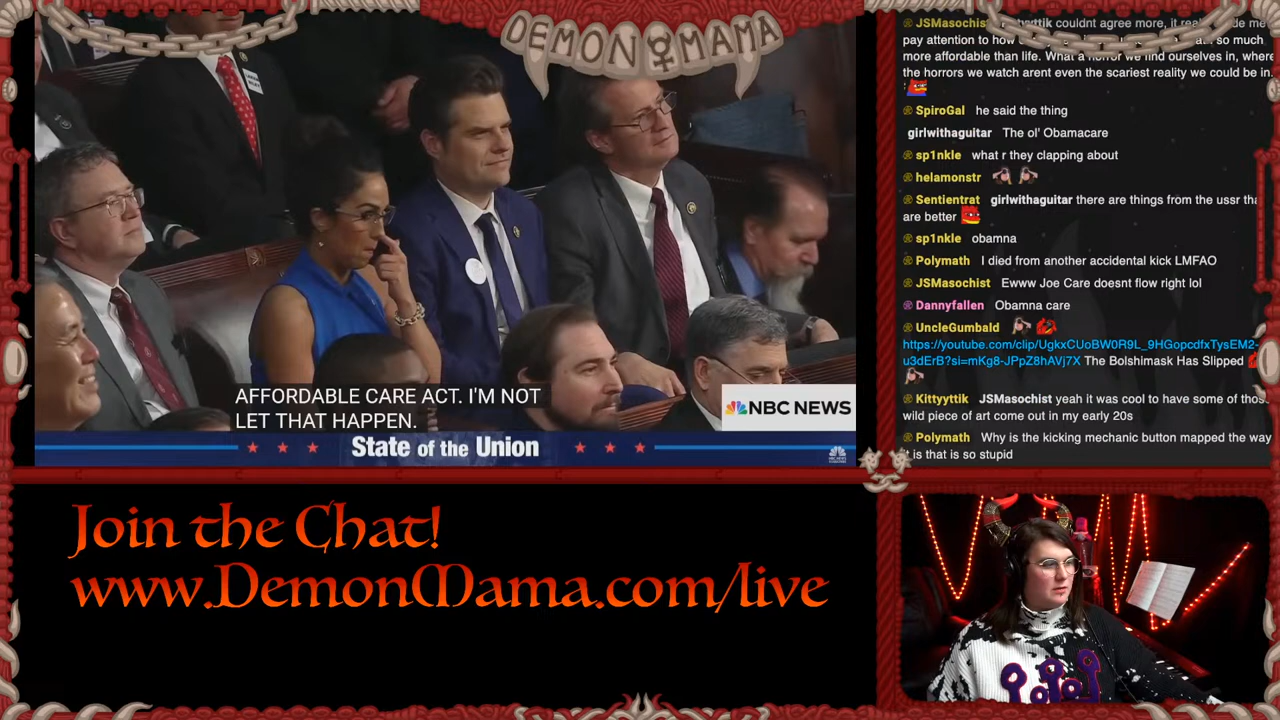 DEMON MAMA
AFFORDABLE CARE ACT. I'M NOT
LET THAT HAPPEN.
NBC NEWS
State of the Union
Join the Chat!
www.DemonMama.com/live
JSMasochist couldnt agree more, it
pay attention to how
more affordable than life. What a horror we find ourselves in, where
the horrors we watch arent even the scariest reality we could be in.
SpiroGal he said the thing
girlwithaguitar The ol' Obamacare
sp1nkle what r they clapping about
helamonstr
Sentientrat girlwithaguitar there are things from the ussr
are better
sp1nkle obamna
Polymath I died from another accidental kick LMFAO
JSMasochist Ewww Joe Care doesnt flow right lol
Dannyfallen Obamna care
UncleGumbald
https://youtube.com/clip/UgkxCUoBW0R9L_9HGopcdfxTysEM2-
u3dErB?si=mKg8-JPpZ8hAVj7X The Bolshimask Has Slipped
Kittyyttik JSMasochist yeah it was cool to have some of
wild piece of art come out in my early 20s
Polymath Why is the kicking mechanic button mapped the way
it is that is so stupid